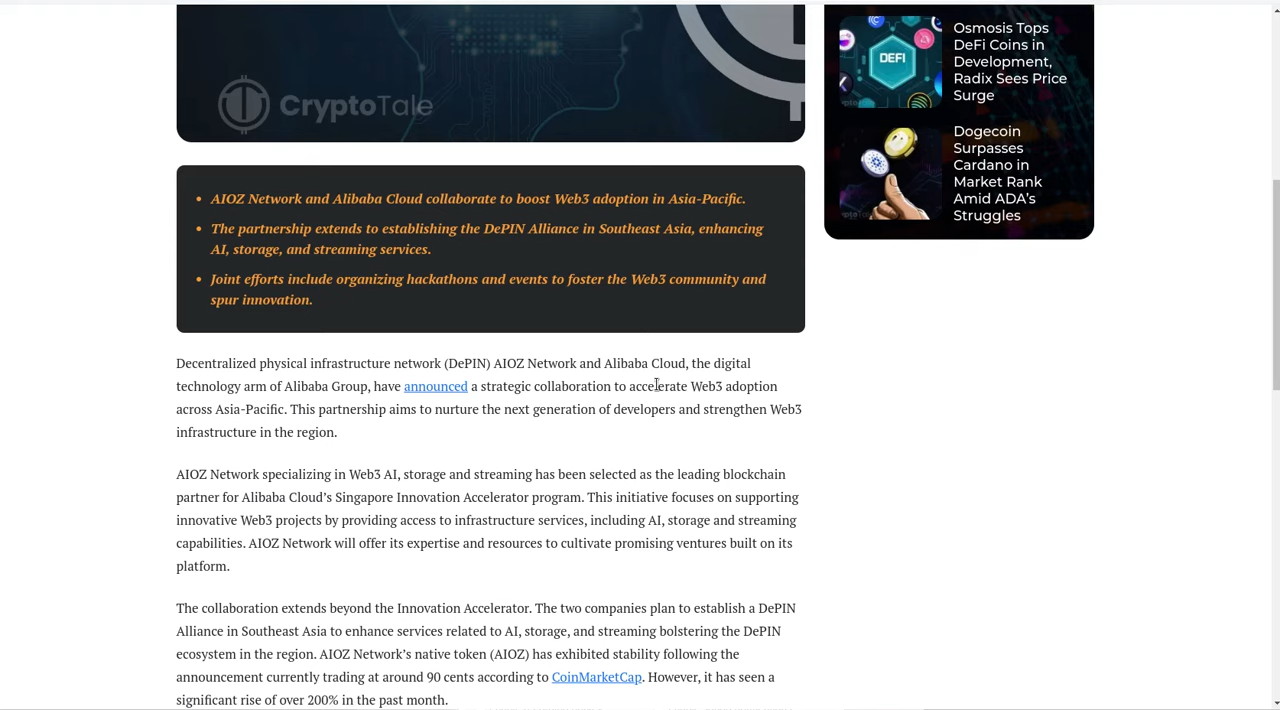 CryptoTale
Osmosis Tops
DeFi Coins in
Development,
Radix Sees Price
Surge
DEFI
Dogecoin
Surpasses
Cardano in
Market Rank
Amid ADA's
Struggles
• AIOZ Network and Alibaba Cloud collaborate to boost Web3 adoption in Asia-Pacific.
• The partnership extends to establishing the DePIN Alliance in Southeast Asia, enhancing
AI, storage, and streaming services.
• Joint efforts include organizing hackathons and events to foster the Web3 community and
spur innovation.
Decentralized physical infrastructure network (DePIN) AIOZ Network and Alibaba Cloud, the digital
technology arm of Alibaba Group, have announced a strategic collaboration to accelerate Web3 adoption
across Asia-Pacific. This partnership aims to nurture the next generation of developers and strengthen Web3
infrastructure in the region.
AIOZ Network specializing in Web3 AI, storage and streaming has been selected as the leading blockchain
partner for Alibaba Cloud’s Singapore Innovation Accelerator program. This initiative focuses on supporting
innovative Web3 projects by providing access to infrastructure services, including AI, storage and streaming
capabilities. AIOZ Network will offer its expertise and resources to cultivate promising ventures built on its
platform.
The collaboration extends beyond the Innovation Accelerator. The two companies plan to establish a DePIN
Alliance in Southeast Asia to enhance services related to AI, storage, and streaming bolstering the DePIN
ecosystem in the region. AIOZ Network’s native token (AIOZ) has exhibited stability following the
announcement currently trading at around 90 cents according to CoinMarketCap. However, it has seen a
significant rise of over 200% in the past month.